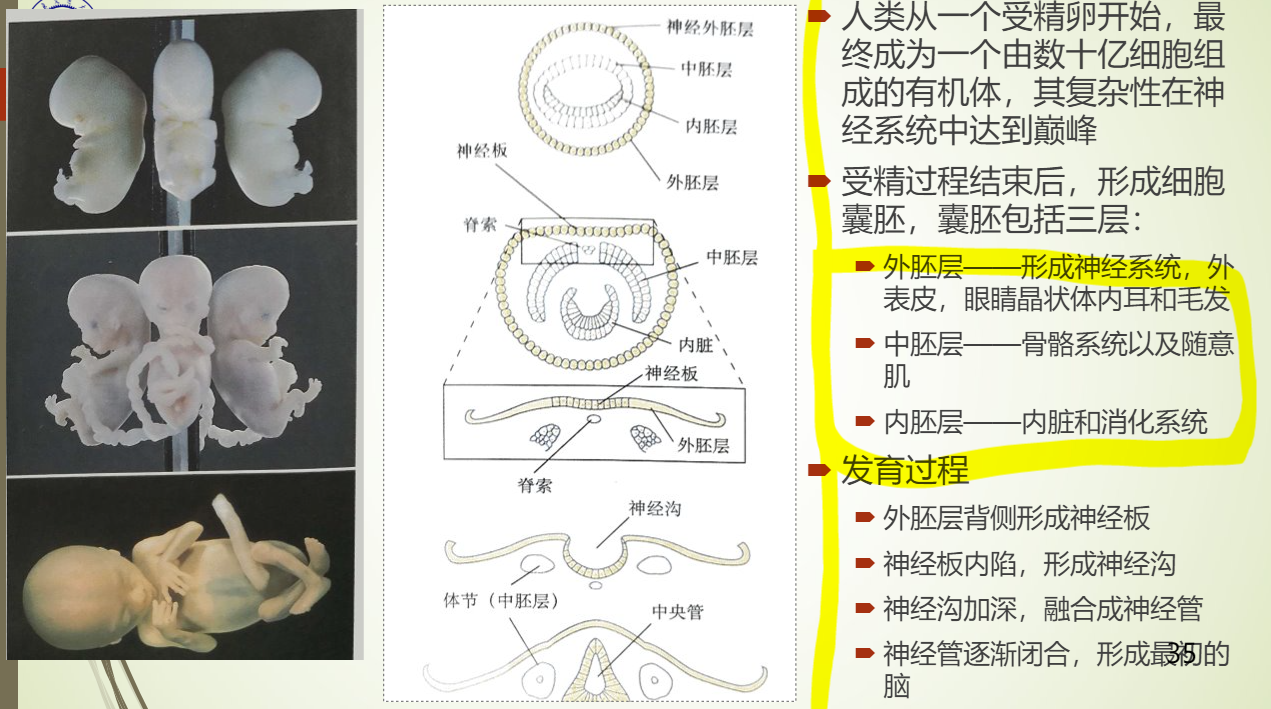 神经外胚层
中胚层
内胚层
外胚层
神经板
脊索
中胚层
内脏
神经板
外胚层
脊索
神经沟
体节（中胚层）
中央管
人类从一个受精卵开始，最
终成为一个由数十亿细胞组
成的有机体，其复杂性在神
经系统中达到巅峰
受精过程结束后，形成细胞
囊胚，囊胚包括三层：
外胚层——形成神经系统，外
表皮，眼睛晶状体内耳和毛发
中胚层——骨骼系统以及随意
肌
内胚层——内脏和消化系统
发育过程
外胚层背侧形成神经板
神经板内陷，形成神经沟
神经沟加深，融合成神经管
神经管逐渐闭合，形成最初的
脑
35